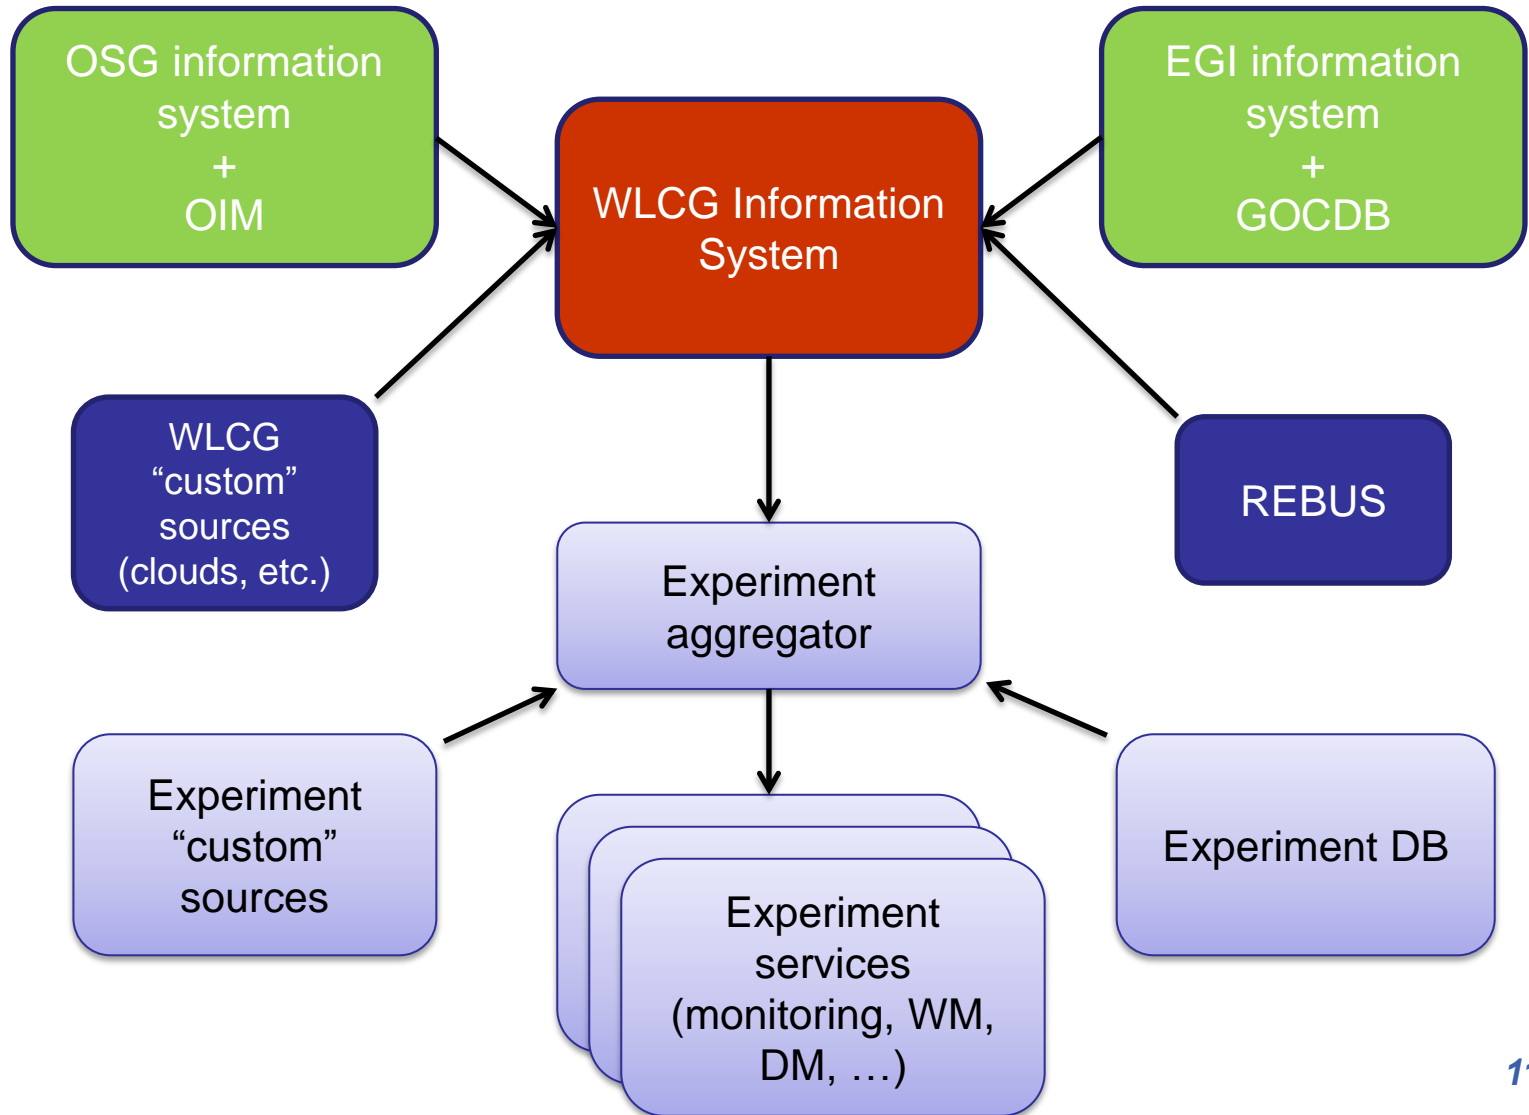 OSG information
system
+
OIM
WLCG Information
System
EGI information
system
+
GOCDB
WLCG
“custom”
sources
(clouds, etc.)
REBUS
Experiment
aggregator
Experiment
“custom”
sources
Experiment
services
(monitoring, WM,
DM, …)
Experiment DB